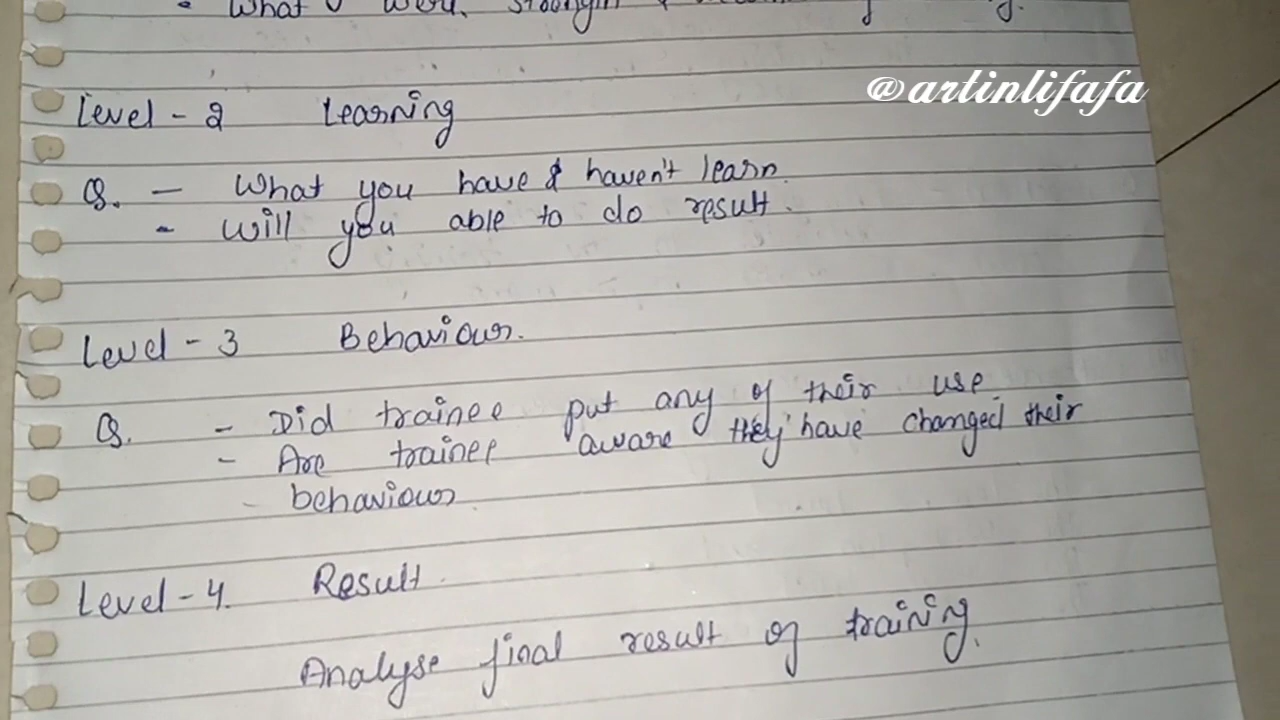 What
@artinlifafa
Level - 2 Learning
Q. - What you have & haven't learn.
- Will you able to do result.
Level - 3 Behaviour.
Q. - Did trainee put any of their use.
- Are trainee aware they have changed their
- behaviour
Level - 4. Result.
Analyse final result of training.